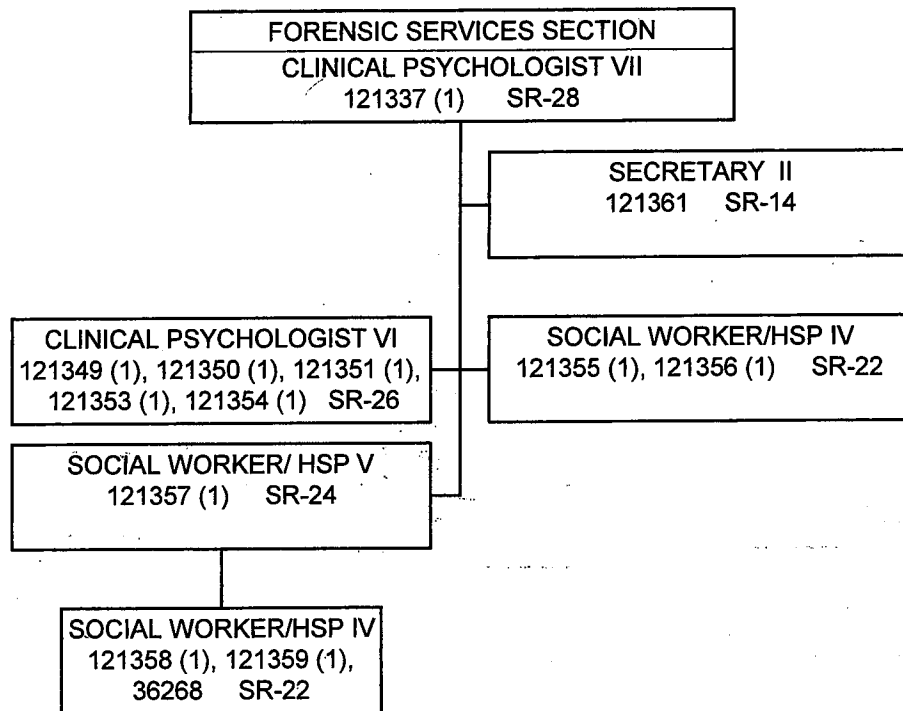 FORENSIC SERVICES SECTION
CLINICAL PSYCHOLOGIST VII
121337 (1) SR-28
SECRETARY II
121361 SR-14
CLINICAL PSYCHOLOGIST VI
121349 (1), 121350 (1), 121351 (1),
121353 (1), 121354 (1) SR-26
SOCIAL WORKER/HSP IV
121355 (1), 121356 (1) SR-22
SOCIAL WORKER/ HSP V
121357 (1) SR-24
SOCIAL WORKER/HSP IV
121358 (1), 121359 (1),
36268 SR-22